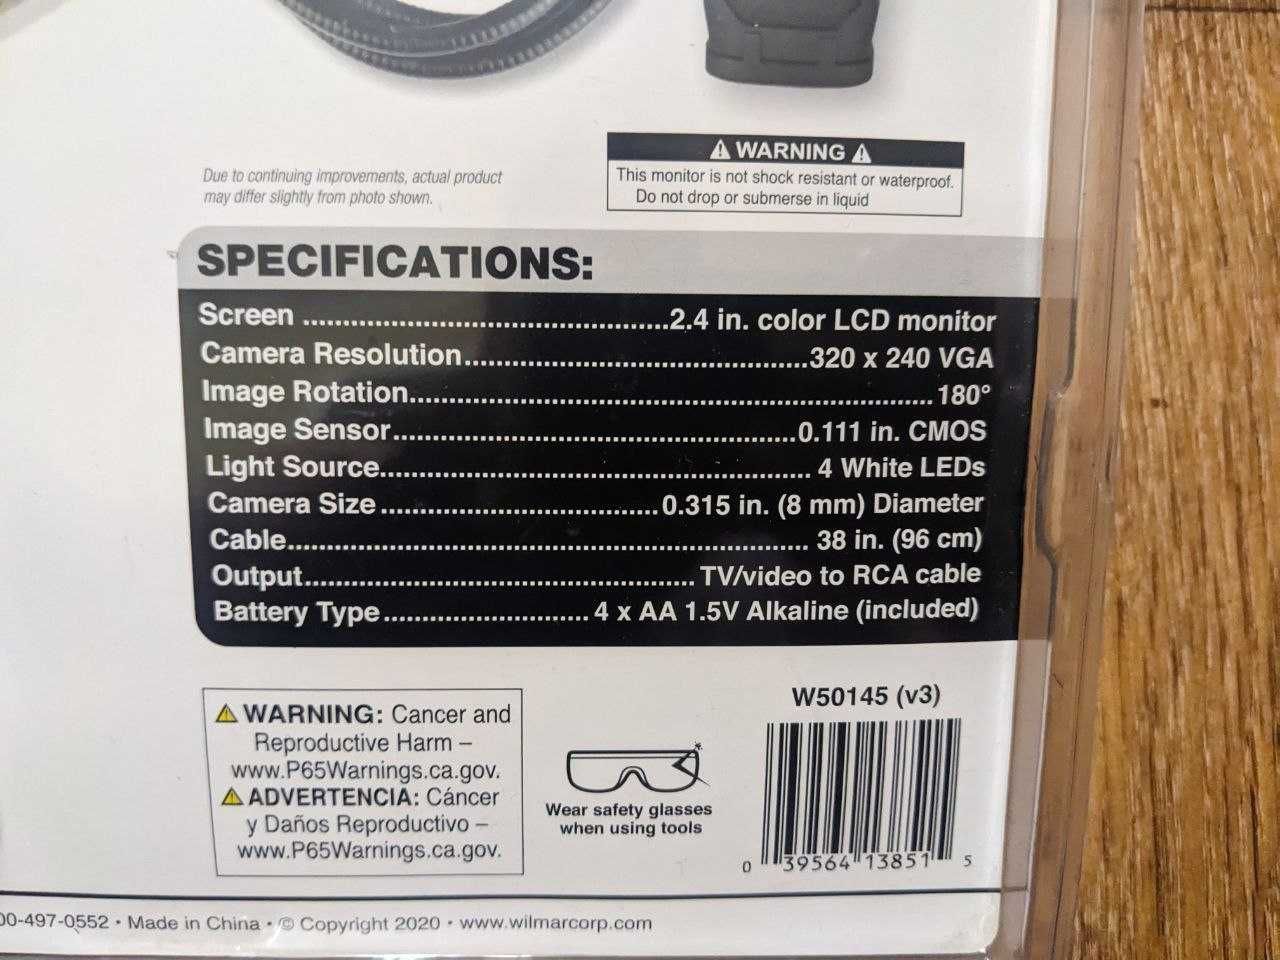 Due to continuing improvements, actual product
may differ slightly from photo shown.
⚠ WARNING ⚠
This monitor is not shock resistant or waterproof.
Do not drop or submerse in liquid
SPECIFICATIONS:
Screen ..............................................2.4 in. color LCD monitor
Camera Resolution..........................................320 x 240 VGA
Image Rotation................................................................. 180°
Image Sensor..................................................0.111 in. CMOS
Light Source..................................................... 4 White LEDs
Camera Size ..................................0.315 in. (8 mm) Diameter
Cable................................................................. 38 in. (96 cm)
Output................................................ TV/video to RCA cable
Battery Type......................... 4 x AA 1.5V Alkaline (included)
⚠ WARNING: Cancer and
Reproductive Harm –
www.P65Warnings.ca.gov.
⚠ ADVERTENCIA: Cáncer
y Daños Reproductivo –
www.P65Warnings.ca.gov.
Wear safety glasses
when using tools
W50145 (v3)
0 39564 13851 5
00-497-0552 • Made in China • © Copyright 2020 • www.wilmarcorp.com